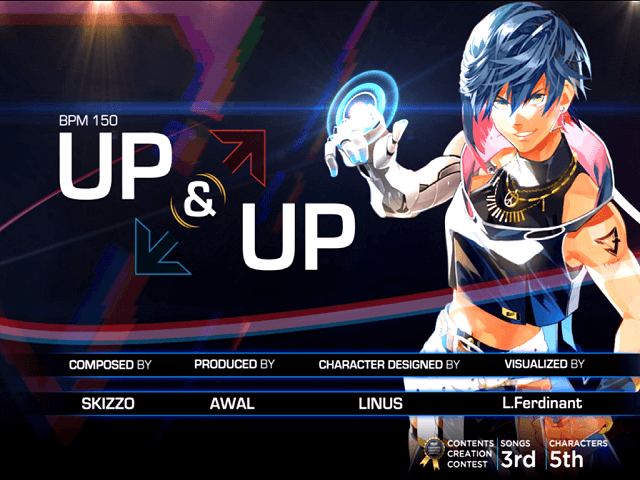 BPM 150
UP
&
UP
COMPOSED BY PRODUCED BY CHARACTER DESIGNED BY VISUALIZED BY
SKIZZO AWAL LINUS L.Ferdinant
CONTENTS SONGS CHARACTERS
CREATION 3rd 5th
CONTEST